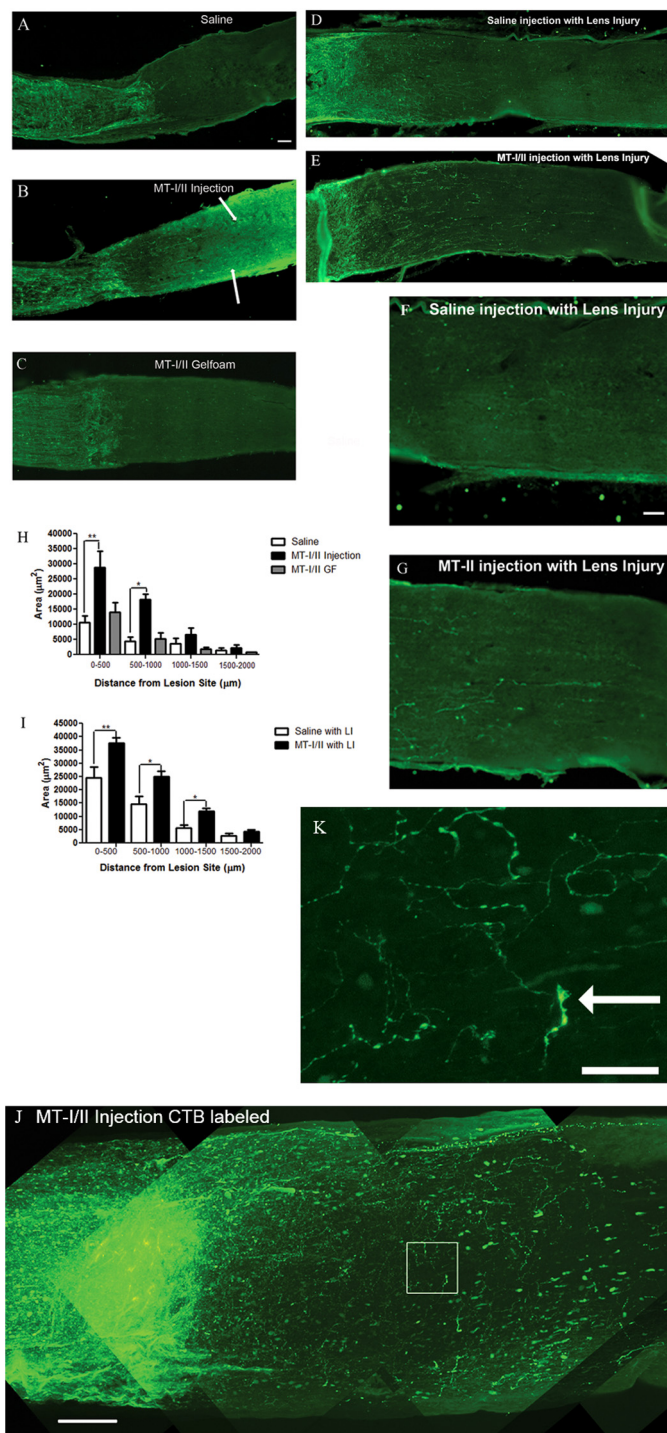 A
Saline
B
MT-I/II Injection
C
MT-I/II Gelfoam
D
Saline injection with Lens Injury
E
MT-I/II injection with Lens Injury
F
Saline injection with Lens Injury
G
MT-II injection with Lens Injury
H
Saline
MT-I/II Injection
MT-I/II GF
Area (µm²)
40000
35000
30000
25000
20000
15000
10000
5000
0
**
*
0-500
500-1000
1000-1500
1500-2000
Distance from Lesion Site (µm)
I
Saline with LI
MT-I/II with LI
Area (µm²)
45000
40000
35000
30000
25000
20000
15000
10000
5000
0
**
*
*
0-500
500-1000
1000-1500
1500-2000
Distance from Lesion Site (µm)
K
J MT-I/II Injection CTB labeled